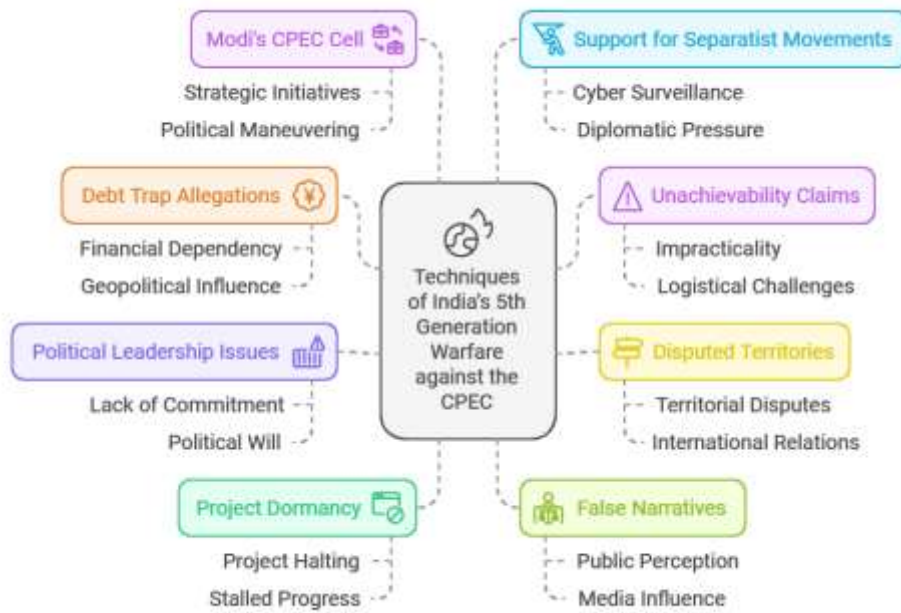 Modi's CPEC Cell
Strategic Initiatives
Political Maneuvering
Debt Trap Allegations
Financial Dependency
Geopolitical Influence
Political Leadership Issues
Lack of Commitment
Political Will
Project Dormancy
Project Halting
Stalled Progress
Techniques
of India's 5th
Generation
Warfare
against the
CPEC
Support for Separatist Movements
Cyber Surveillance
Diplomatic Pressure
Unachievability Claims
Impracticality
Logistical Challenges
Disputed Territories
Territorial Disputes
International Relations
False Narratives
Public Perception
Media Influence